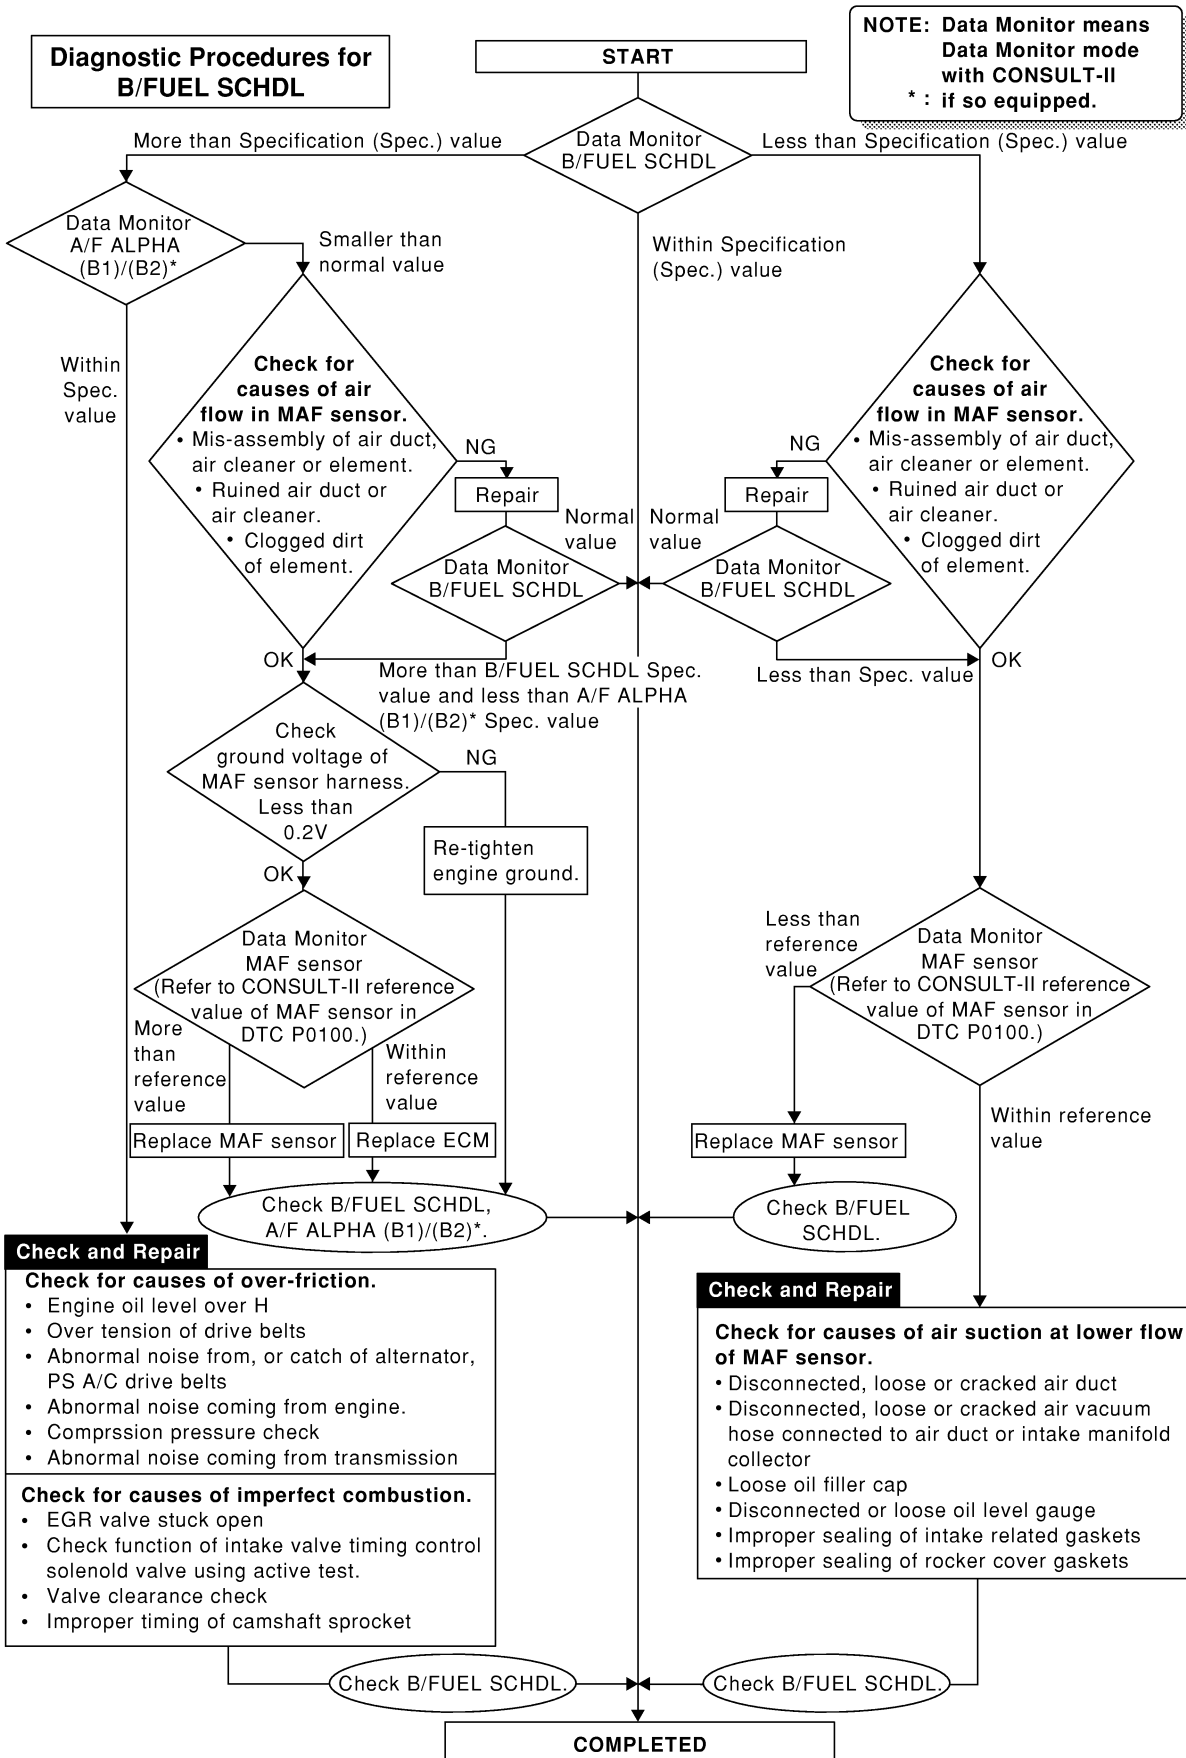 Diagnostic Procedures for
B/FUEL SCHDL
START
NOTE: Data Monitor means
Data Monitor mode
with CONSULT-II
* : if so equipped.
More than Specification (Spec.) value
Data Monitor
B/FUEL SCHDL
Less than Specification (Spec.) value
Data Monitor
A/F ALPHA
(B1)/(B2)*
Smaller than
normal value
Within Specification
(Spec.) value
Within
Spec.
value
Check for
causes of air
flow in MAF sensor.
• Mis-assembly of air duct,
air cleaner or element.
• Ruined air duct or
air cleaner.
• Clogged dirt
of element.
NG
Repair
Normal
value
Data Monitor
B/FUEL SCHDL
NG
Repair
Normal
value
Data Monitor
B/FUEL SCHDL
Check for
causes of air
flow in MAF sensor.
• Mis-assembly of air duct,
air cleaner or element.
• Ruined air duct or
air cleaner.
• Clogged dirt
of element.
OK
More than B/FUEL SCHDL Spec.
value and less than A/F ALPHA
(B1)/(B2)* Spec. value
Less than Spec. value
OK
Check
ground voltage of
MAF sensor harness.
Less than
0.2V
NG
Re-tighten
engine ground.
OK
Data Monitor
MAF sensor
(Refer to CONSULT-II reference
value of MAF sensor in
DTC P0100.)
Less than
reference
value
Data Monitor
MAF sensor
(Refer to CONSULT-II reference
value of MAF sensor in
DTC P0100.)
More
than
reference
value
Within
reference
value
Within reference
value
Replace MAF sensor
Replace ECM
Replace MAF sensor
Check B/FUEL SCHDL,
A/F ALPHA (B1)/(B2)*.
Check B/FUEL
SCHDL.
Check and Repair
Check for causes of over-friction.
• Engine oil level over H
• Over tension of drive belts
• Abnormal noise from, or catch of alternator,
PS A/C drive belts
• Abnormal noise coming from engine.
• Comprssion pressure check
• Abnormal noise coming from transmission
Check for causes of imperfect combustion.
• EGR valve stuck open
• Check function of intake valve timing control
solenold valve using active test.
• Valve clearance check
• Improper timing of camshaft sprocket
Check and Repair
Check for causes of air suction at lower flow
of MAF sensor.
• Disconnected, loose or cracked air duct
• Disconnected, loose or cracked air vacuum
hose connected to air duct or intake manifold
collector
• Loose oil filler cap
• Disconnected or loose oil level gauge
• Improper sealing of intake related gaskets
• Improper sealing of rocker cover gaskets
Check B/FUEL SCHDL.
Check B/FUEL SCHDL.
COMPLETED